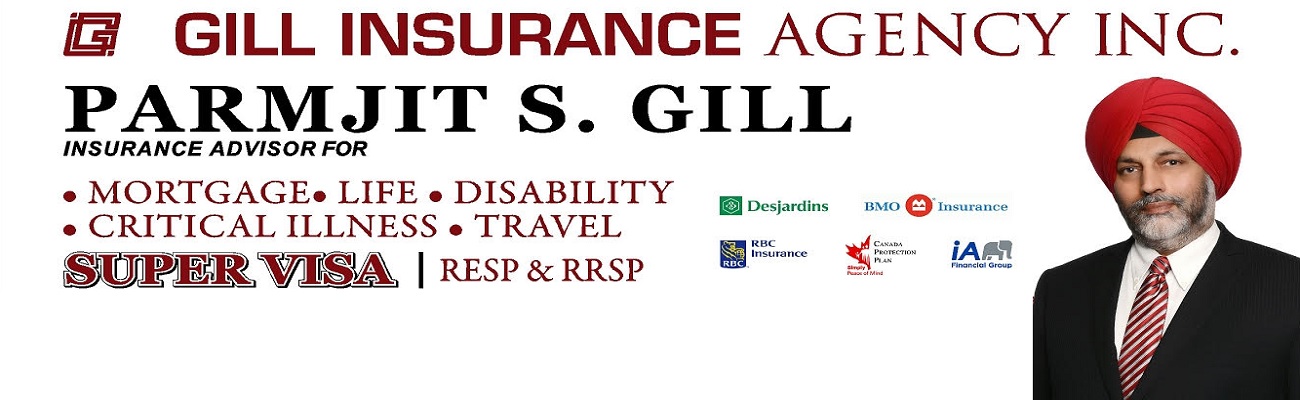 GILL INSURANCE AGENCY INC.
PARMJIT S. GILL
INSURANCE ADVISOR FOR
• MORTGAGE• LIFE • DISABILITY
• CRITICAL ILLNESS • TRAVEL
SUPER VISA | RESP & RRSP
Desjardins
BMO Insurance
RBC
RBC Insurance
CANADA PROTECTION PLAN
Simply Peace of Mind
iA
Financial Group